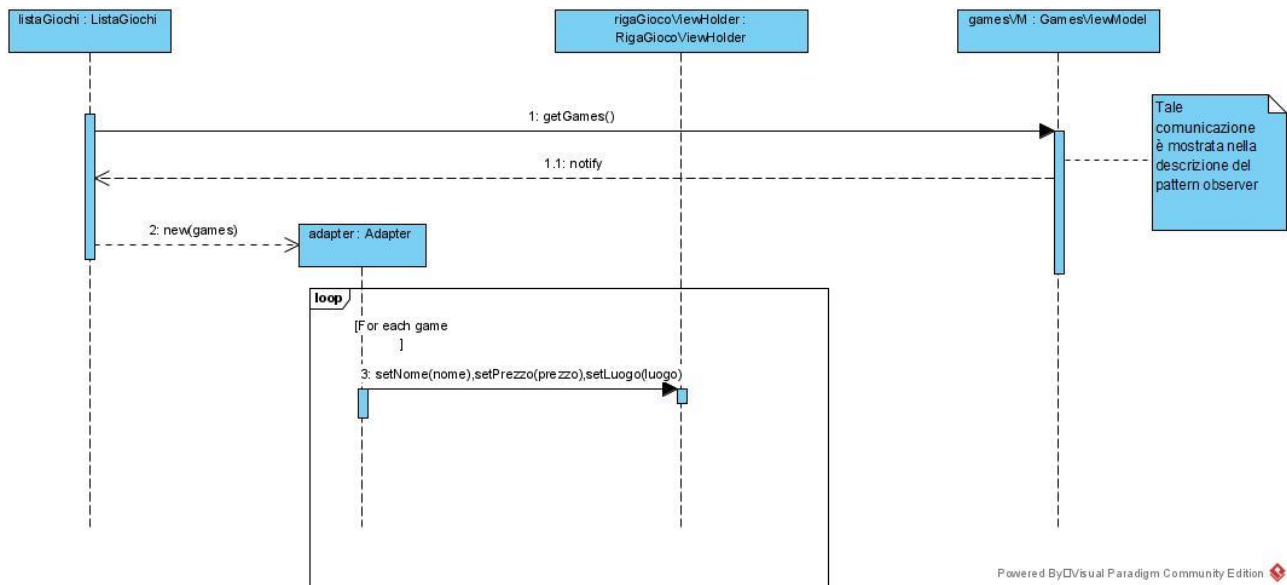 listaGiochi : ListaGiochi
rigaGiocoViewHolder :
RigaGiocoViewHolder
gamesVM : GamesViewModel
Tale
comunicazione
è mostrata nella
descrizione del
pattern observer
1: getGames()
1.1: notify
2: new(games)
adapter : Adapter
loop
[For each game
]
3: setNome(nome),setPrezzo(prezzo),setLuogo(luogo)
Powered By□Visual Paradigm Community Edition